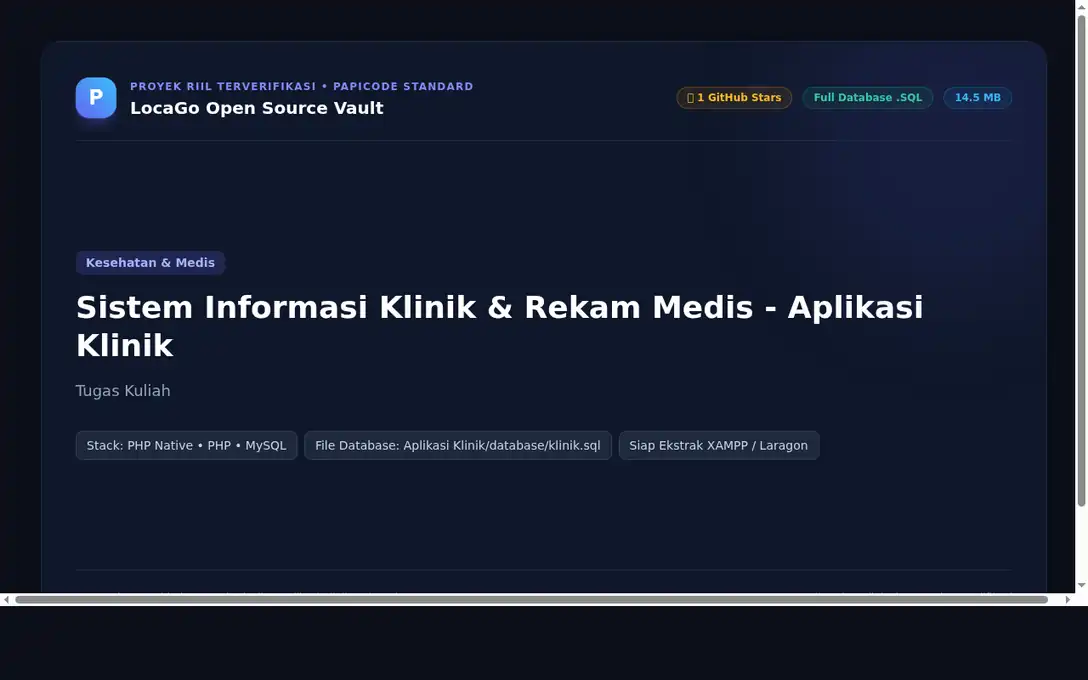 P
PROYEK RIIL TERVERIFIKASI • PAPICODE STANDARD
LocaGo Open Source Vault
1 GitHub Stars
Full Database .SQL
14.5 MB
Kesehatan & Medis
Sistem Informasi Klinik & Rekam Medis - Aplikasi
Klinik
Tugas Kuliah
Stack: PHP Native • PHP • MySQL
File Database: Aplikasi Klinik/database/klinik.sql
Siap Ekstrak XAMPP / Laragon